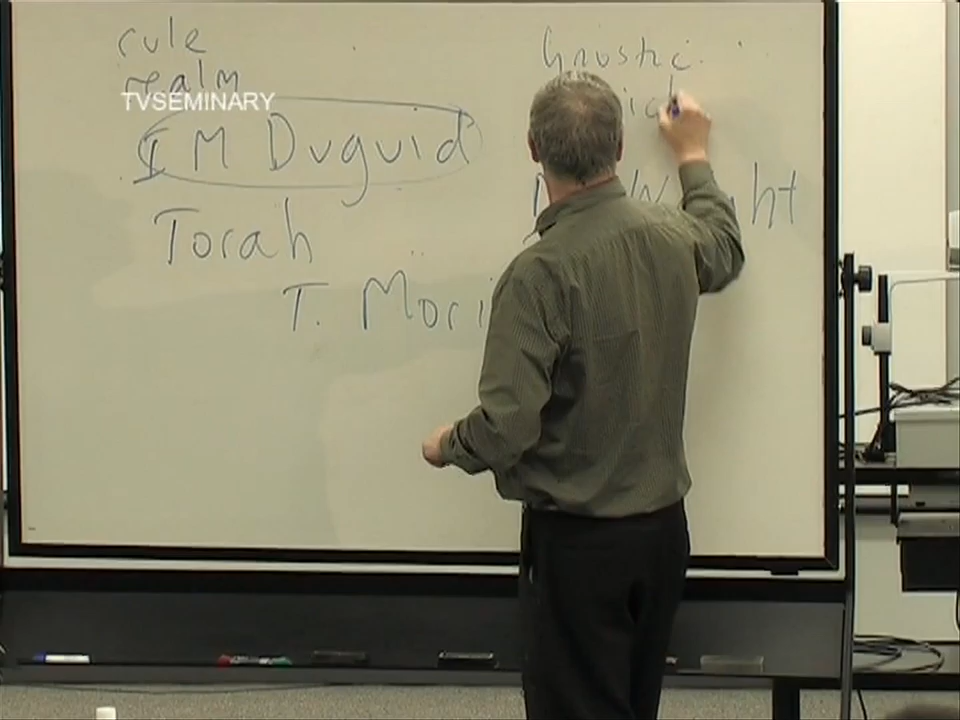 rule
realm
TVSEMINARY
I M Duguid
Torah
T. Mori
Gnostic
ht